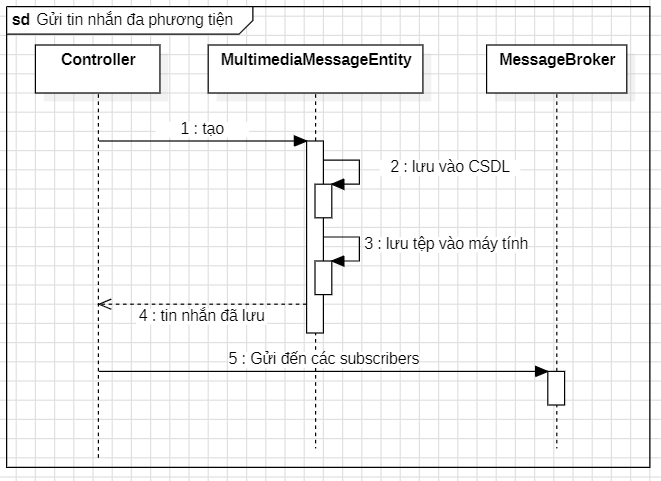 sd Gửi tin nhắn đa phương tiện
Controller
MultimediaMessageEntity
MessageBroker
1 : tạo
2 : lưu vào CSDL
3 : lưu tệp vào máy tính
4 : tin nhắn đã lưu
5 : Gửi đến các subscribers